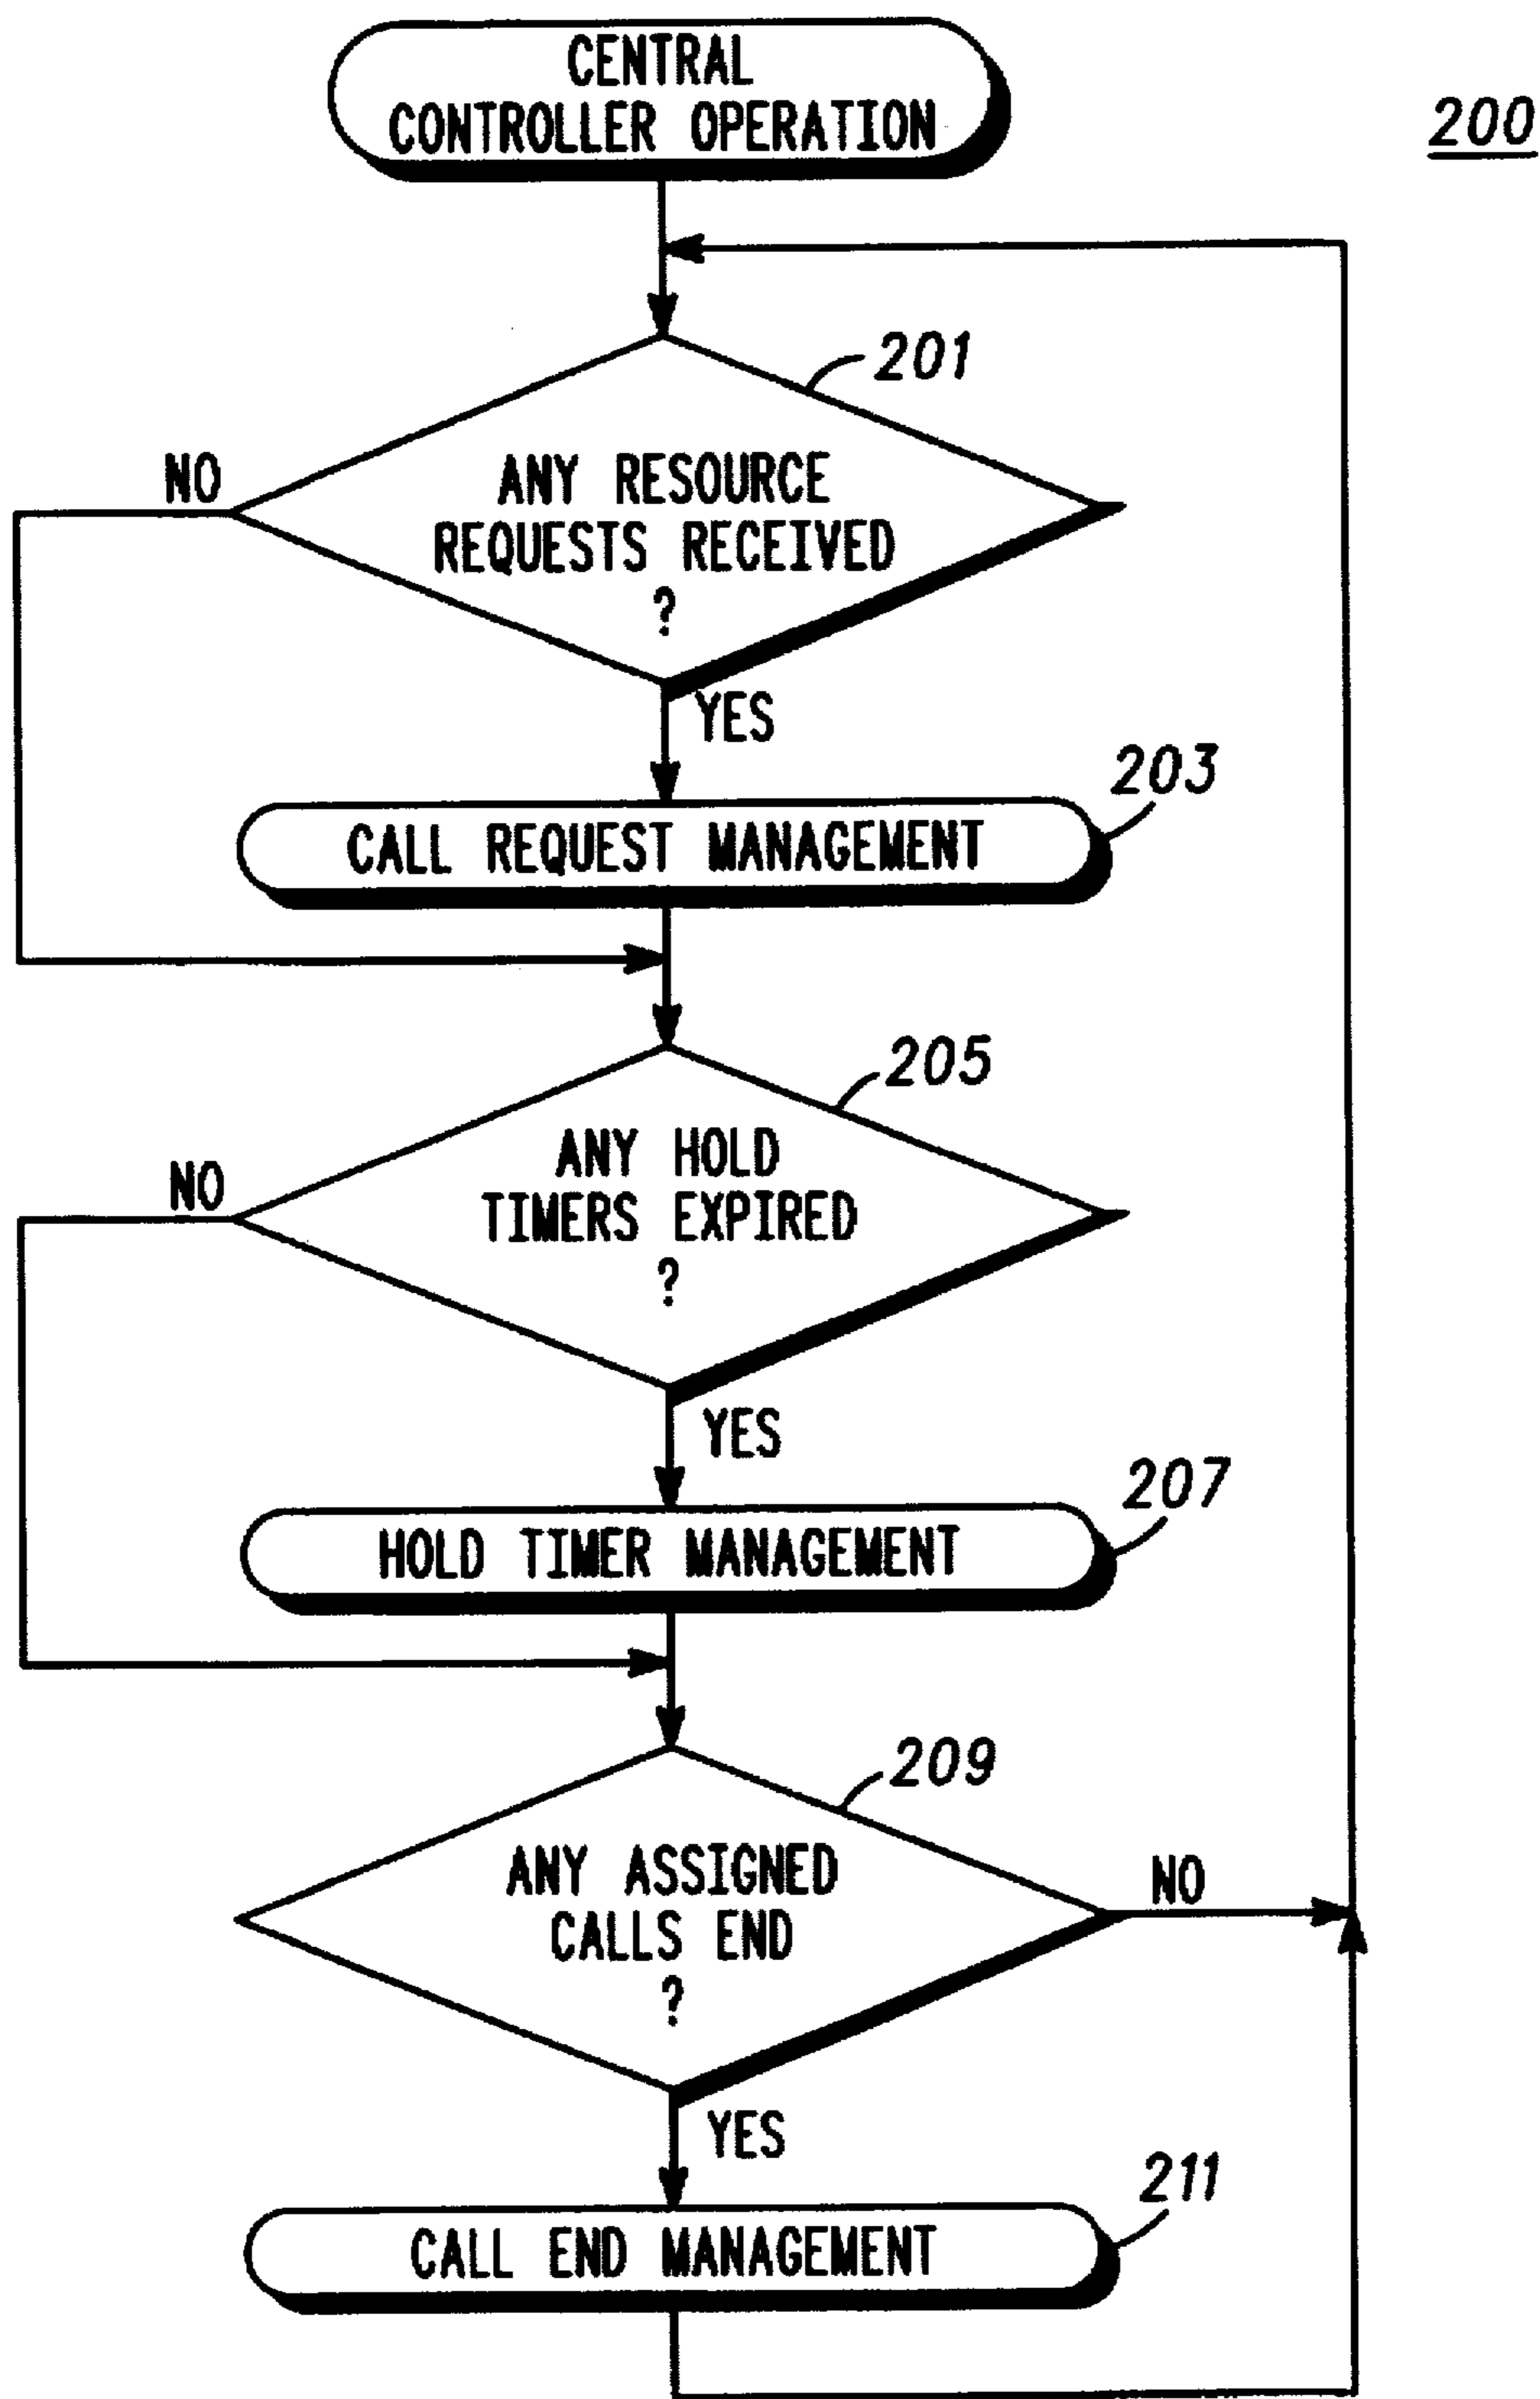 CENTRAL
CONTROLLER OPERATION
200
201
NO
ANY RESOURCE
REQUESTS RECEIVED
?
YES
203
CALL REQUEST MANAGEMENT
205
NO
ANY HOLD
TIMERS EXPIRED
?
YES
207
HOLD TIMER MANAGEMENT
209
ANY ASSIGNED
CALLS END
?
NO
YES
211
CALL END MANAGEMENT